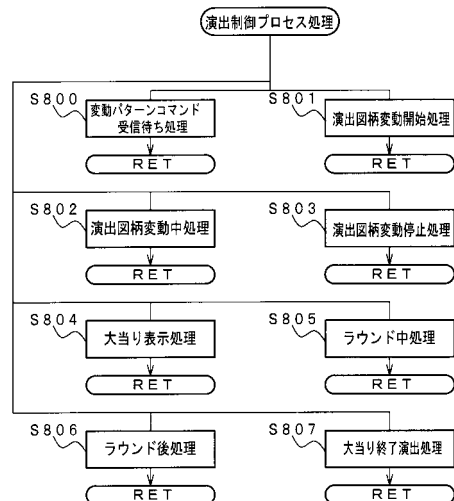 演出制御プロセス処理
S800
変動パターンコマンド
受信待ち処理
RET
S801
演出図柄変動開始処理
RET
S802
演出図柄変動中処理
RET
S803
演出図柄変動停止処理
RET
S804
大当り表示処理
RET
S805
ラウンド中処理
RET
S806
ラウンド後処理
RET
S807
大当り終了演出処理
RET